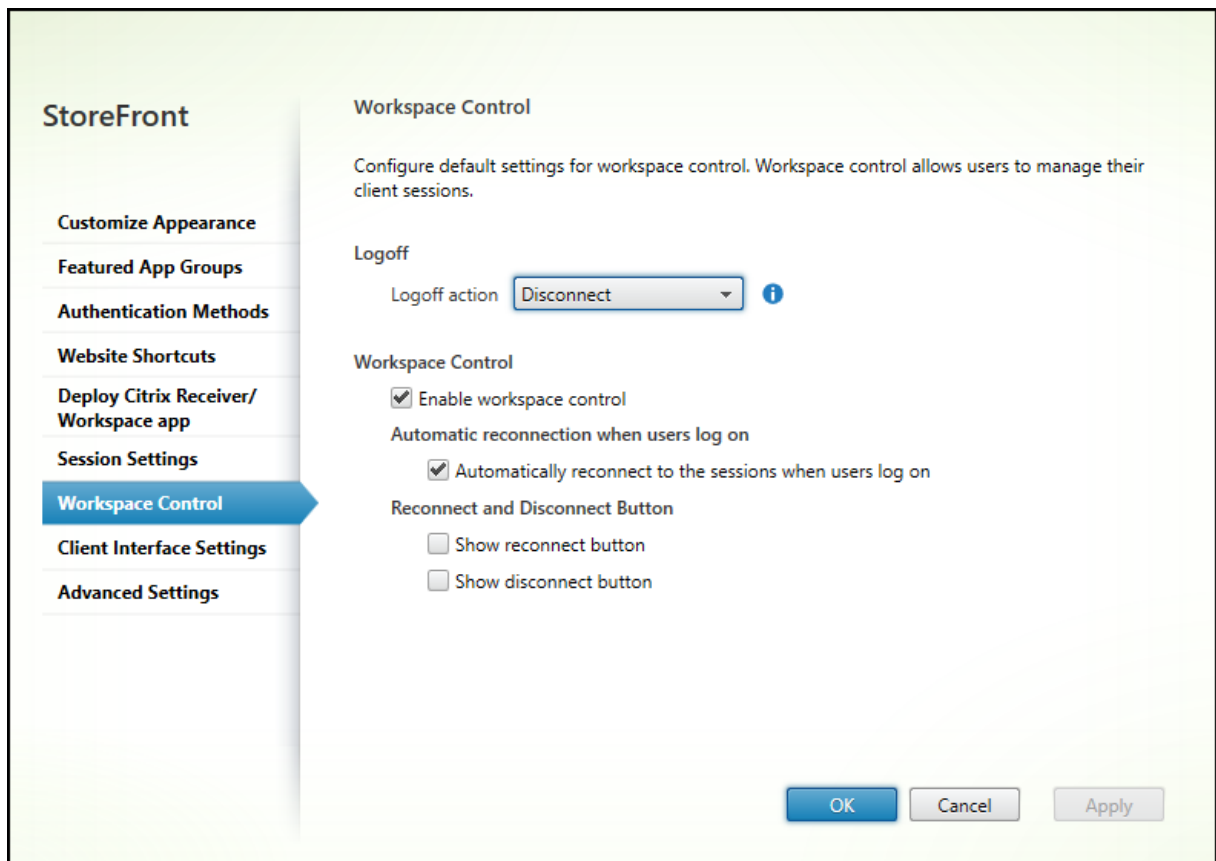 StoreFront
Customize Appearance
Featured App Groups
Authentication Methods
Website Shortcuts
Deploy Citrix Receiver/
Workspace app
Session Settings
Workspace Control
Client Interface Settings
Advanced Settings
Workspace Control
Configure default settings for workspace control. Workspace control allows users to manage their
client sessions.
Logoff
Logoff action Disconnect
Workspace Control
Enable workspace control
Automatic reconnection when users log on
Automatically reconnect to the sessions when users log on
Reconnect and Disconnect Button
Show reconnect button
Show disconnect button
OK Cancel Apply